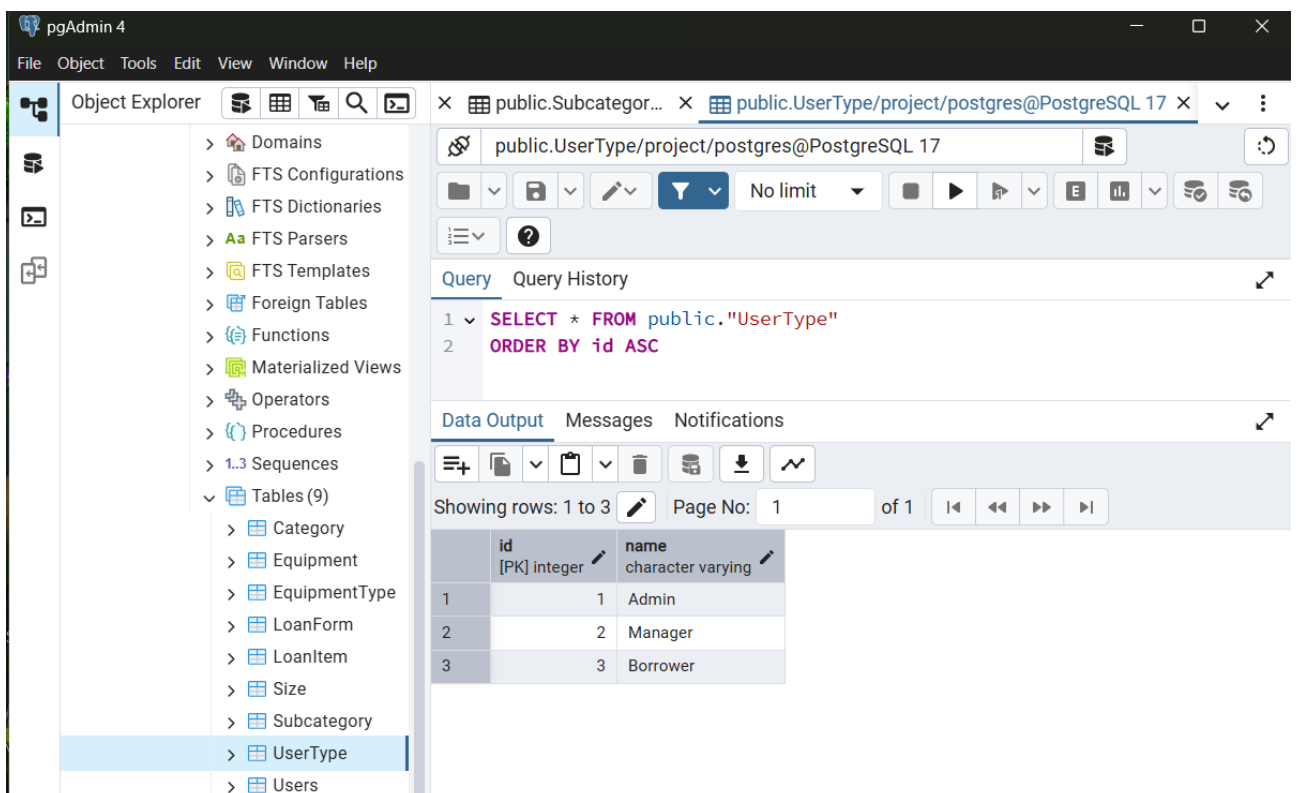 pgAdmin 4
File Object Tools Edit View Window Help
Object Explorer
Domains
FTS Configurations
FTS Dictionaries
Aa FTS Parsers
FTS Templates
Foreign Tables
Functions
Materialized Views
Operators
Procedures
1..3 Sequences
Tables (9)
Category
Equipment
EquipmentType
LoanForm
LoanItem
Size
Subcategory
UserType
Users
public.Subcategor... public.UserType/project/postgres@PostgreSQL 17
public.UserType/project/postgres@PostgreSQL 17
No limit
E
Query Query History
1 SELECT * FROM public."UserType"
2 ORDER BY id ASC
Data Output Messages Notifications
Showing rows: 1 to 3 Page No: 1 of 1
id name
[PK] integer character varying
1 1 Admin
2 2 Manager
3 3 Borrower